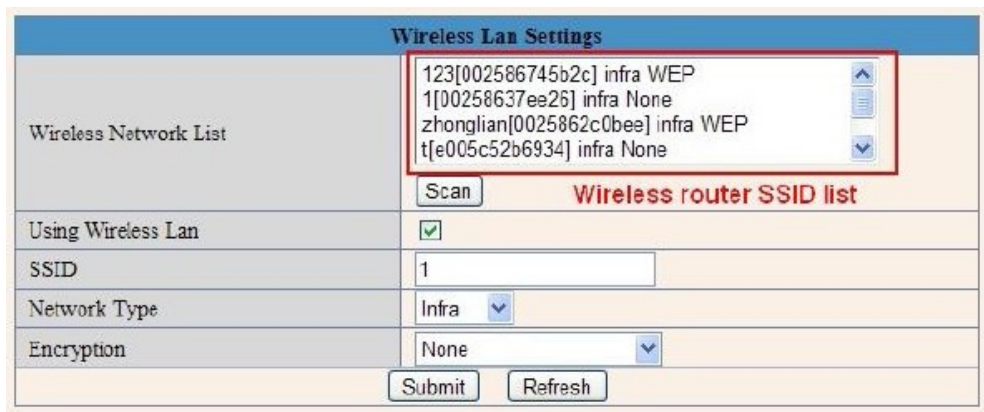 Wireless Lan Settings
Wireless Network List
123[002586745b2c] infra WEP
1[00258637ee26] infra None
zhonglian[0025862c0bee] infra WEP
t[e005c52b6934] infra None
Scan
Wireless router SSID list
Using Wireless Lan
SSID
1
Network Type
Infra
Encryption
None
Submit
Refresh